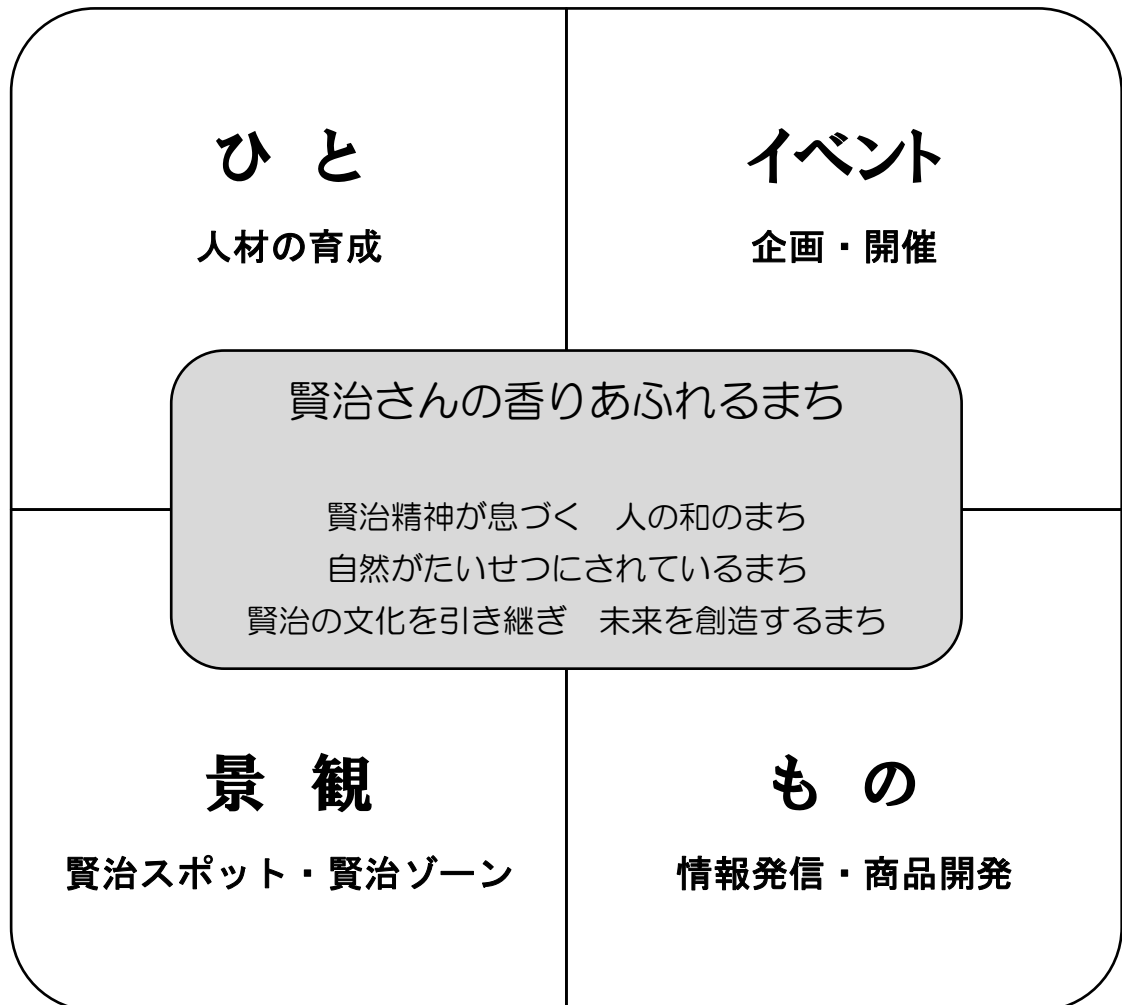 ひ と
人材の育成
イベント
企画・開催
賢治さんの香りあふれるまち
賢治精神が息づく　人の和のまち
自然がたいせつにされているまち
賢治の文化を引き継ぎ　未来を創造するまち
景 観
賢治スポット・賢治ゾーン
も の
情報発信・商品開発